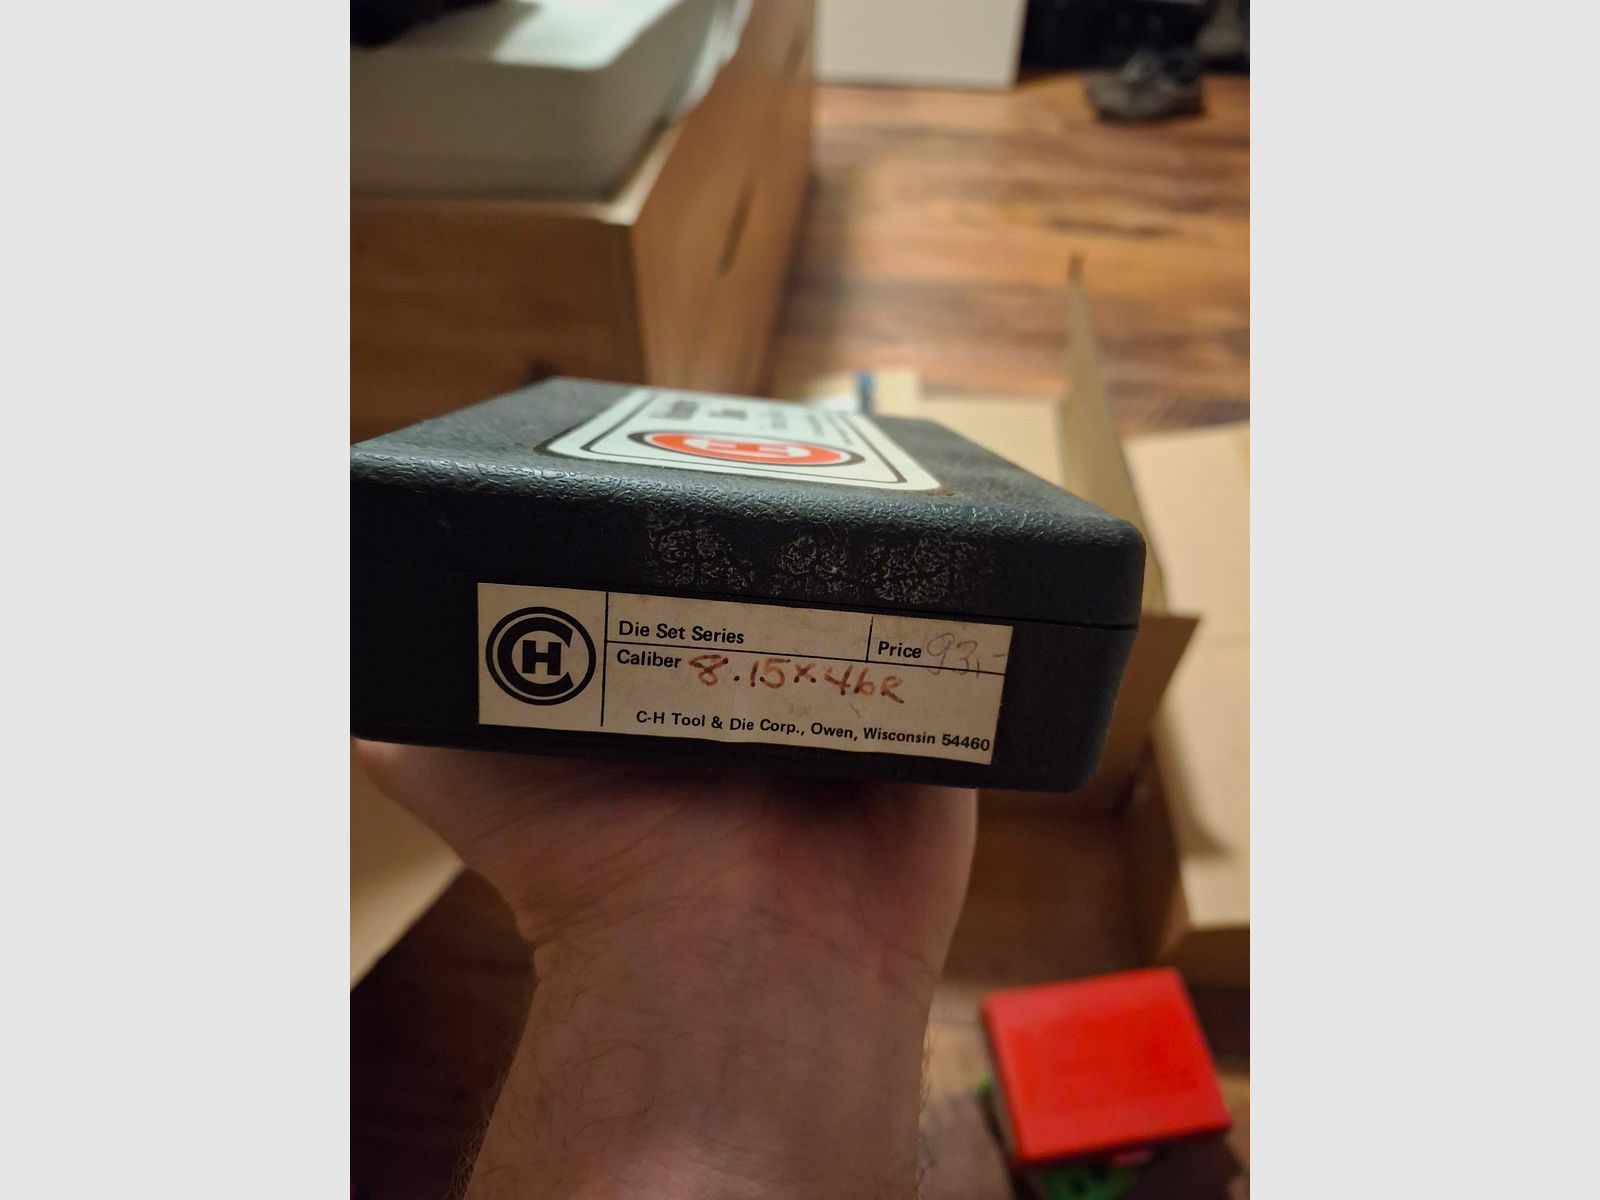 CH
Die Set Series
Price 93,-
Caliber 8.15x46R
C-H Tool & Die Corp., Owen, Wisconsin 54460